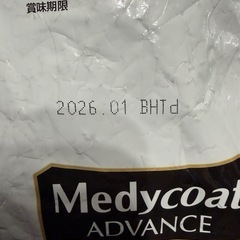 賞味期限
2026.01 BHTd
Medycoat
ADVANCE